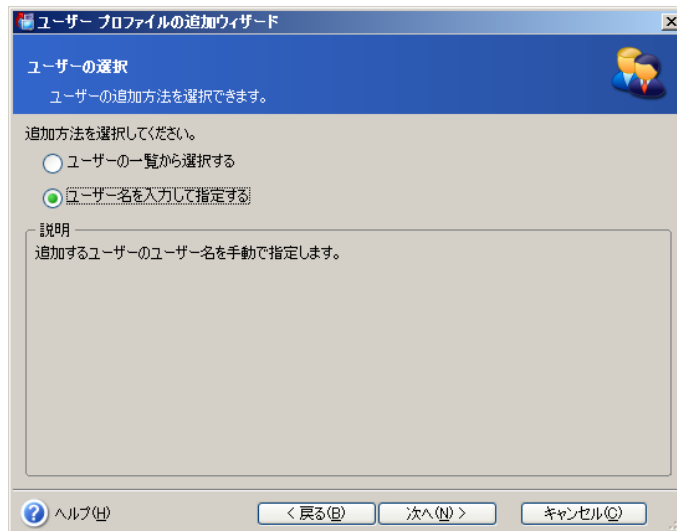 ユーザー プロファイルの追加ウィザード
ユーザーの選択
ユーザーの追加方法を選択できます。
追加方法を選択してください。
ユーザーの一覧から選択する
ユーザー名を入力して指定する
説明
追加するユーザーのユーザー名を手動で指定します。
ヘルプ(H)
< 戻る(B)
次へ(N) >
キャンセル(C)